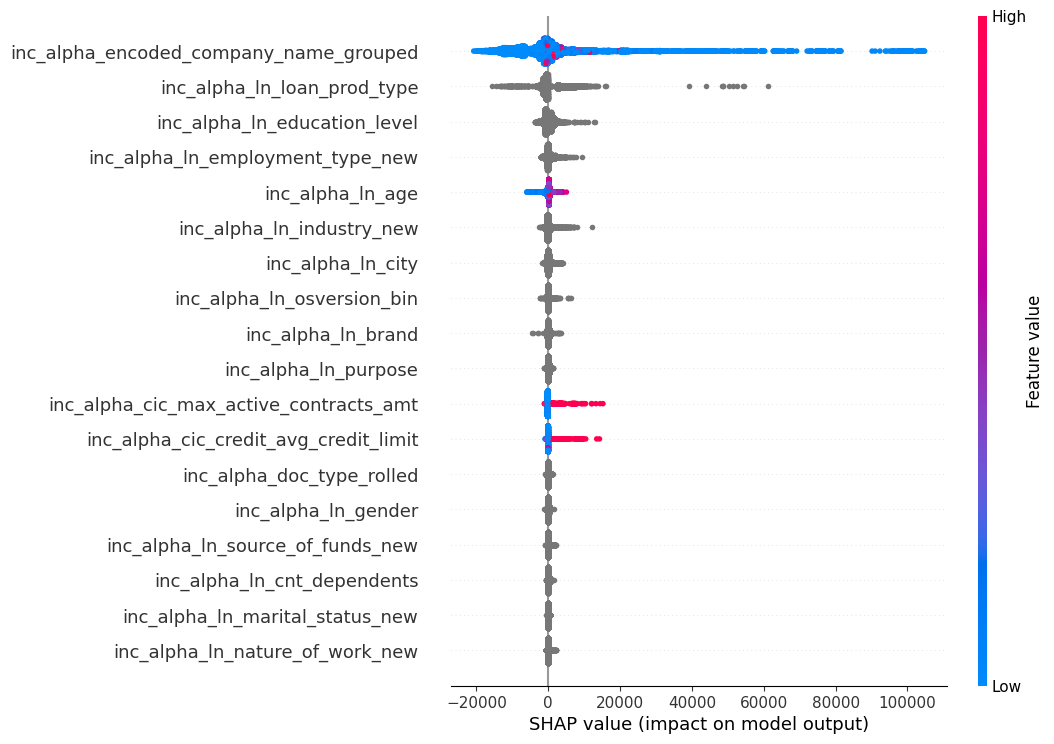 High
inc_alpha_encoded_company_name_grouped
inc_alpha_ln_loan_prod_type
inc_alpha_ln_education_level
inc_alpha_ln_employment_type_new
inc_alpha_ln_age
inc_alpha_ln_industry_new
inc_alpha_ln_city
inc_alpha_ln_osversion_bin
inc_alpha_ln_brand
inc_alpha_ln_purpose
inc_alpha_cic_max_active_contracts_amt
inc_alpha_cic_credit_avg_credit_limit
inc_alpha_doc_type_rolled
inc_alpha_ln_gender
inc_alpha_ln_source_of_funds_new
inc_alpha_ln_cnt_dependents
inc_alpha_ln_marital_status_new
inc_alpha_ln_nature_of_work_new
Feature value
Low
−20000 0 20000 40000 60000 80000 100000
SHAP value (impact on model output)